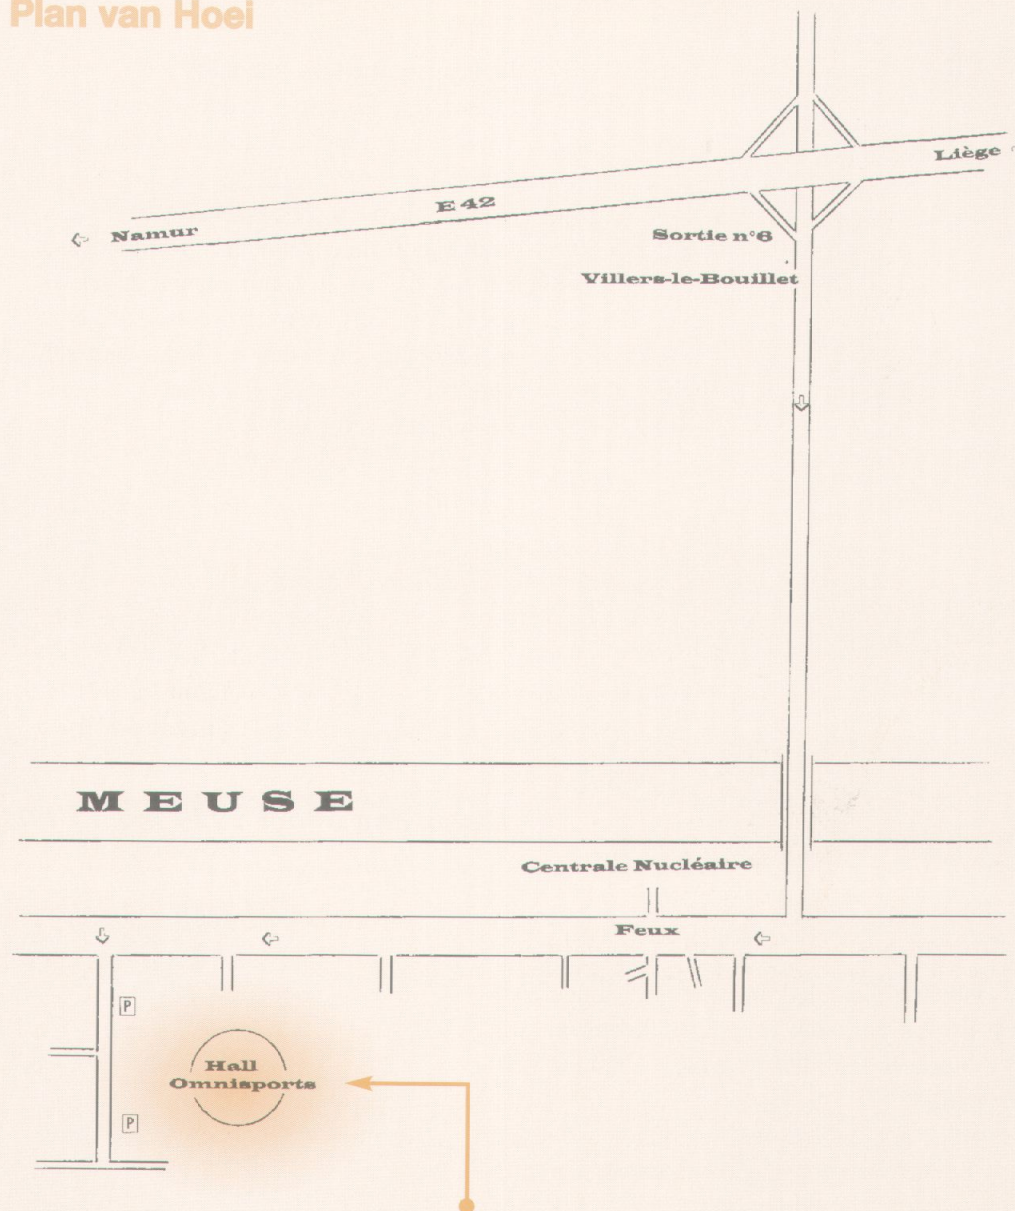 Plan van Hoei
Liège
E 42
Namur
Sortie n°6
Villers-le-Bouillet
MEUSE
Centrale Nucléaire
Feux
P
Hall
Omnisports
P